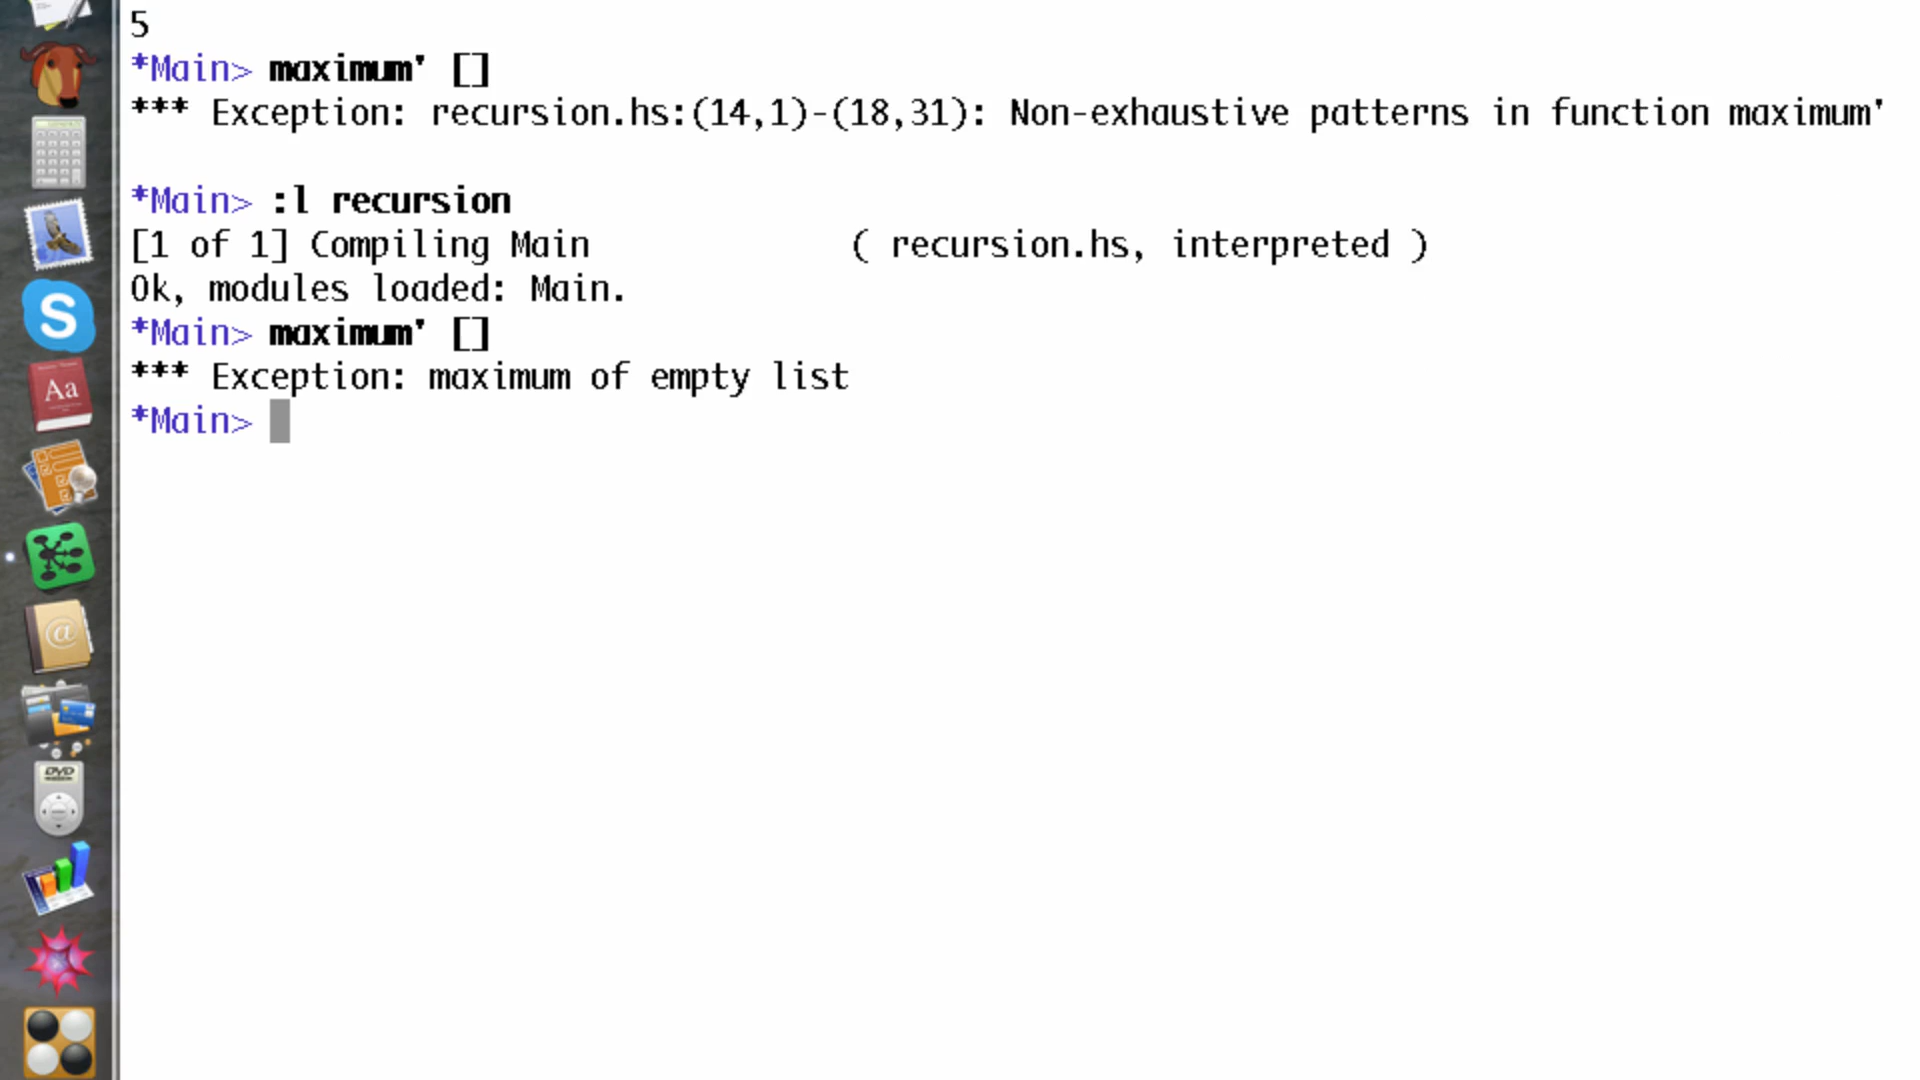 5
*Main> maximum' []
*** Exception: recursion.hs:(14,1)-(18,31): Non-exhaustive patterns in function maximum'
*Main> :l recursion
[1 of 1] Compiling Main             ( recursion.hs, interpreted )
Ok, modules loaded: Main.
*Main> maximum' []
*** Exception: maximum of empty list
*Main>
S
Aa
@
DVD